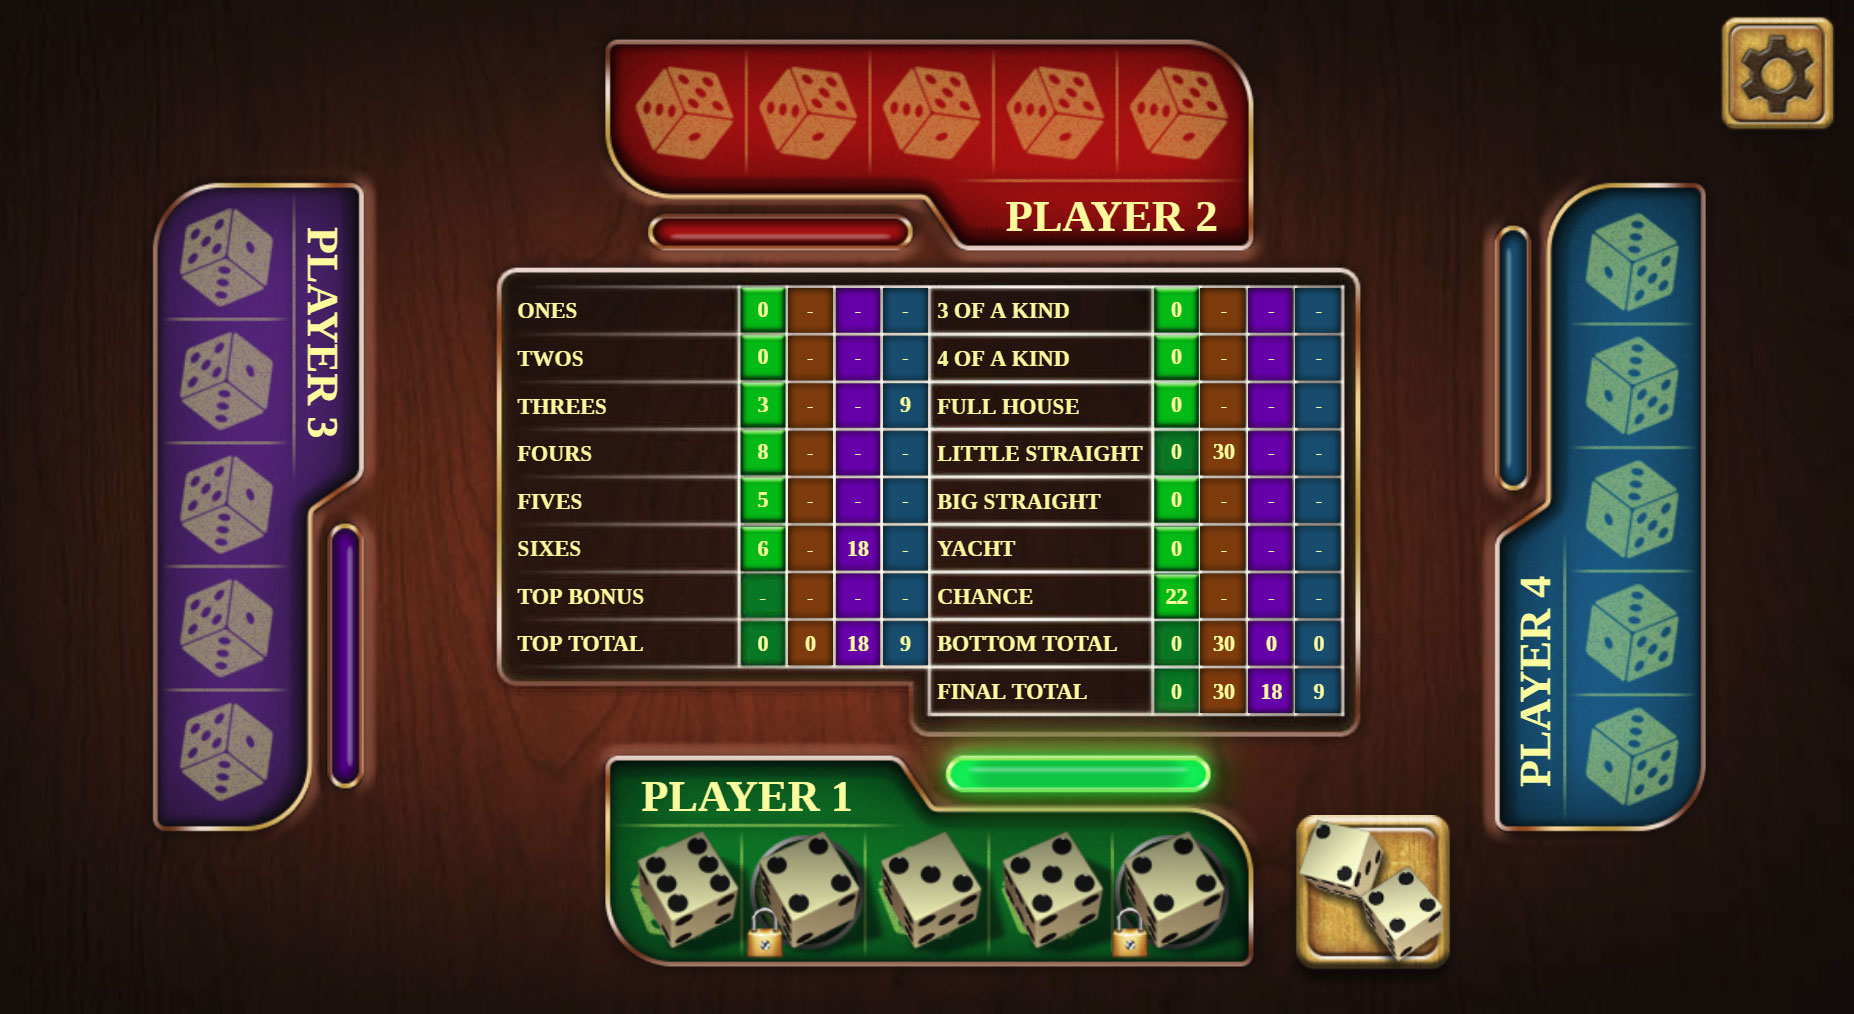 PLAYER 2
PLAYER 3
ONES 0 - - -
TWOS 0 - - -
THREES 3 - - 9
FOURS 8 - - -
FIVES 5 - - -
SIXES 6 - 18 -
TOP BONUS - - - -
TOP TOTAL 0 0 18 9
3 OF A KIND 0 - - -
4 OF A KIND 0 - - -
FULL HOUSE 0 - - -
LITTLE STRAIGHT 0 30 - -
BIG STRAIGHT 0 - - -
YACHT 0 - - -
CHANCE 22 - - -
BOTTOM TOTAL 0 30 0 0
FINAL TOTAL 0 30 18 9
PLAYER 4
PLAYER 1